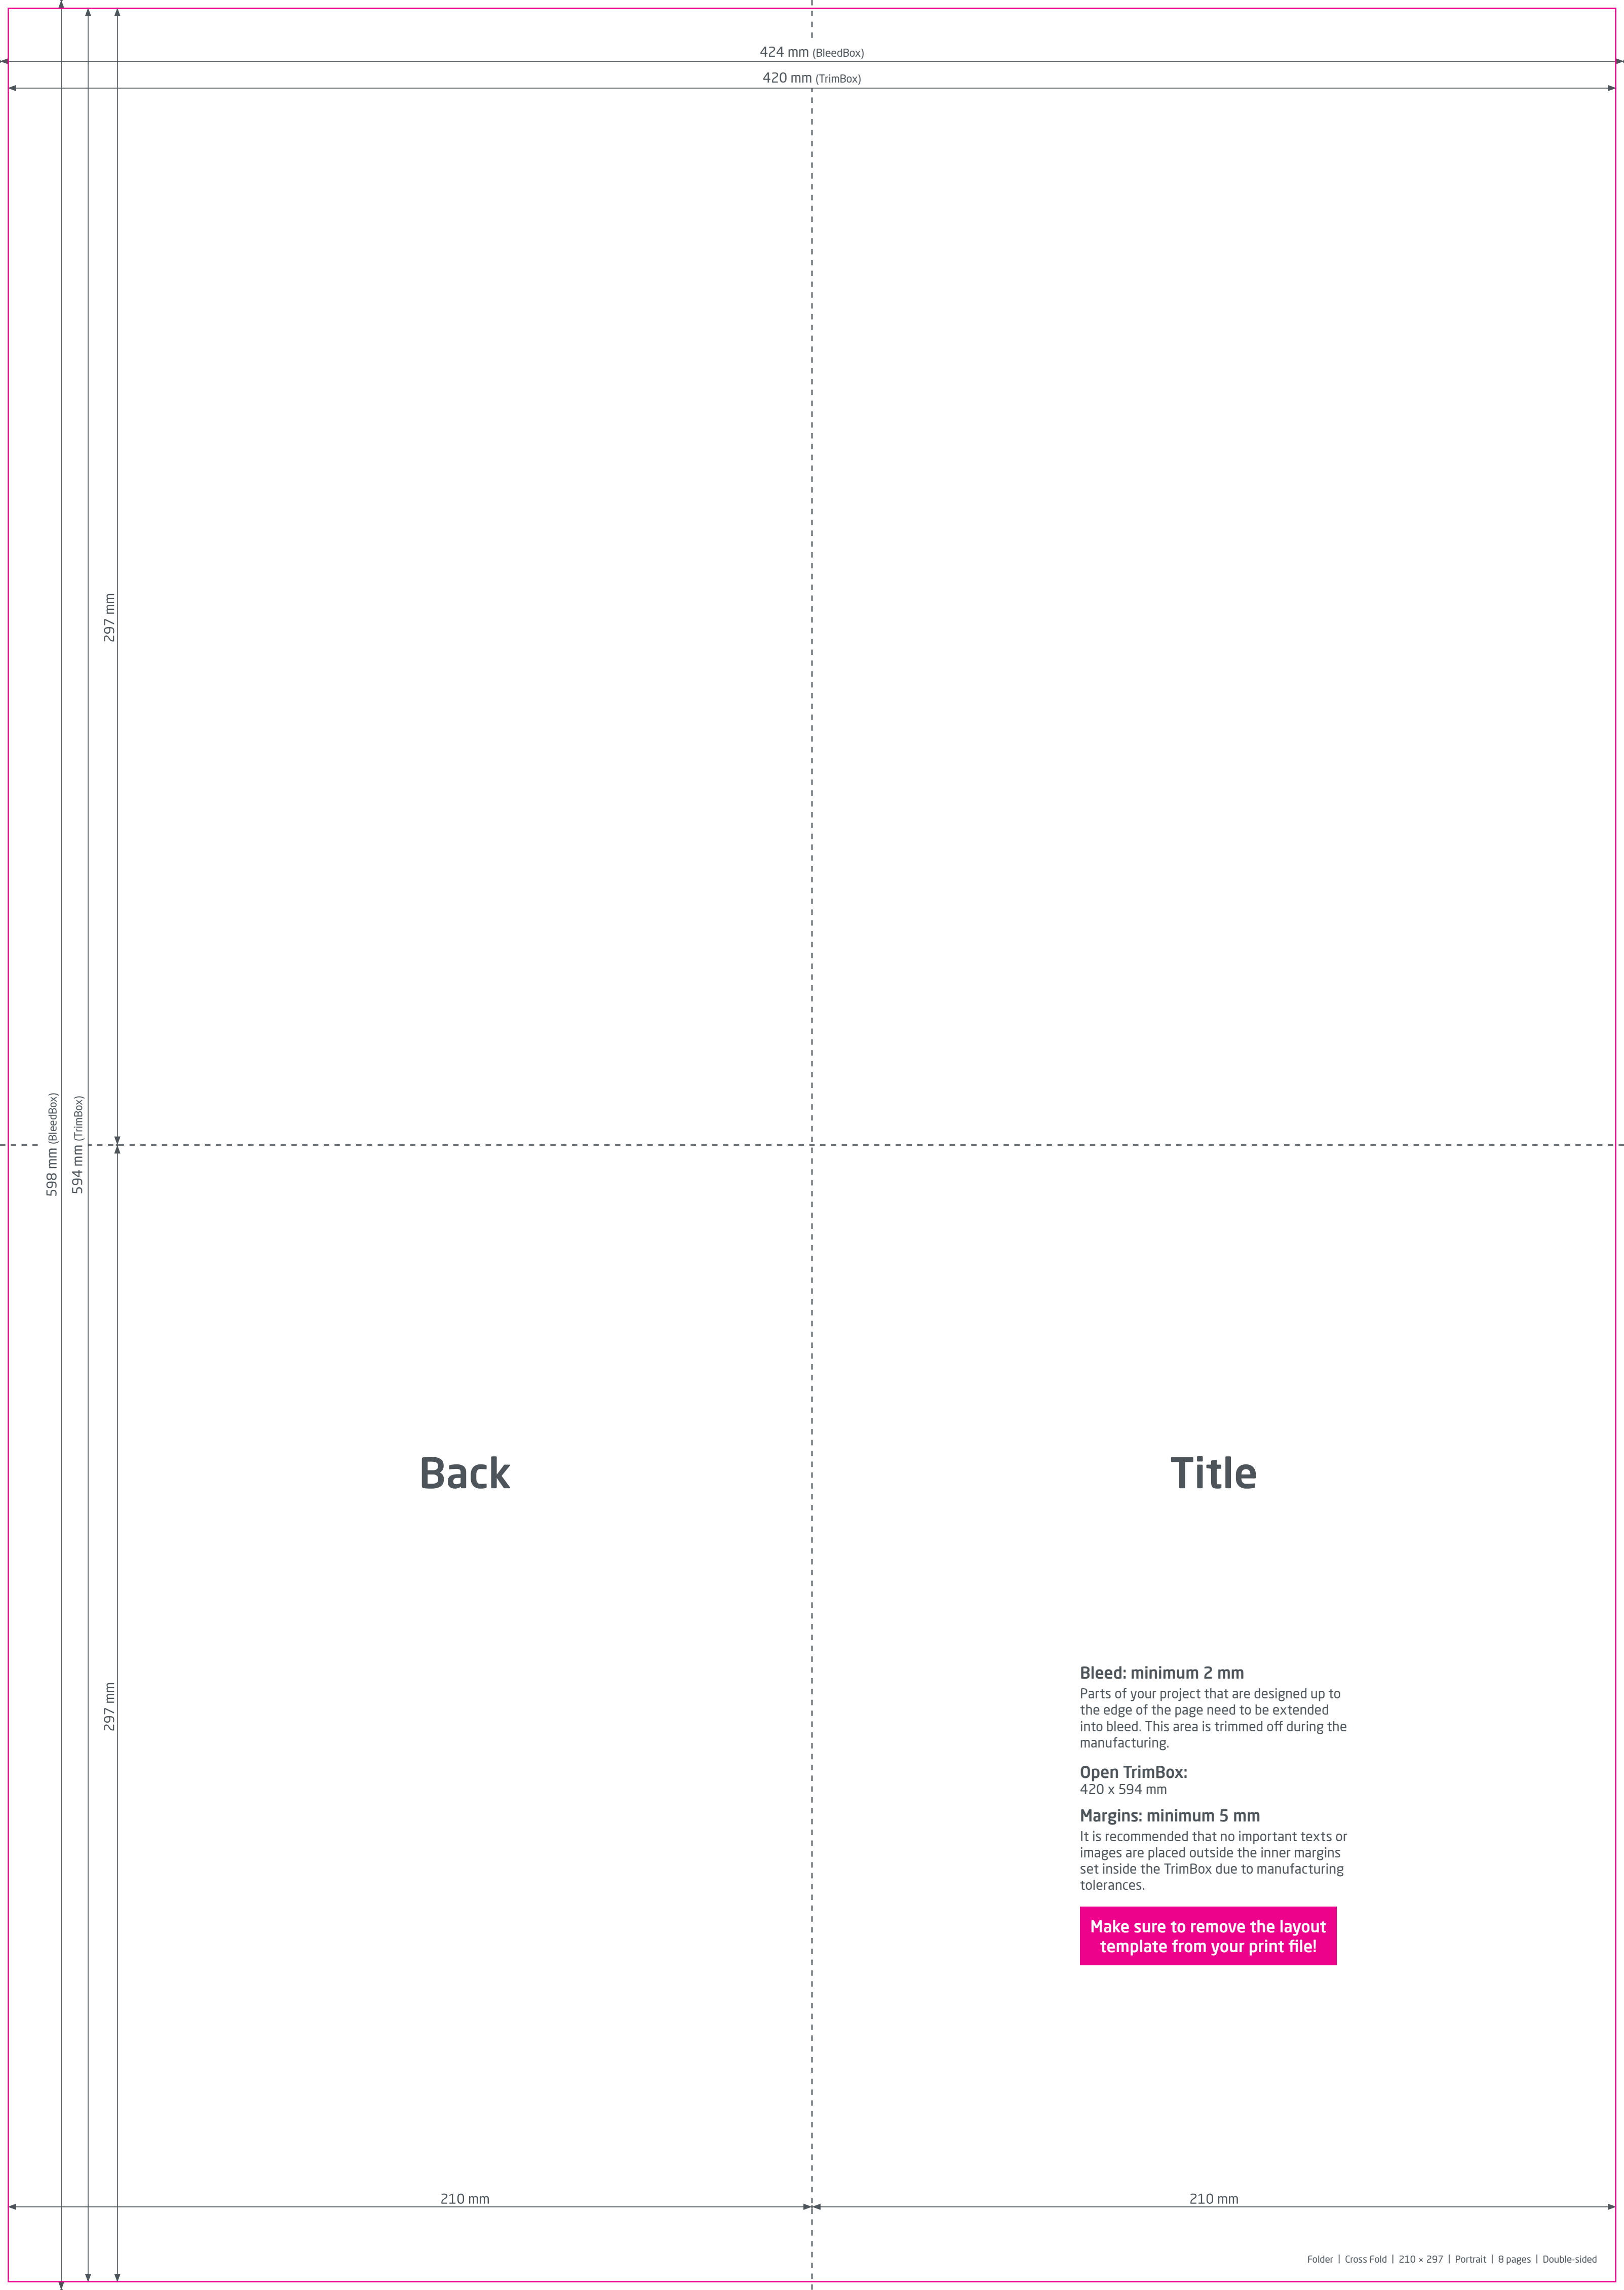 424 mm (BleedBox)
420 mm (TrimBox)
297 mm
598 mm (BleedBox)
594 mm (TrimBox)
Back
Title
297 mm
Bleed: minimum 2 mm
Parts of your project that are designed up to
the edge of the page need to be extended
into bleed. This area is trimmed off during the
manufacturing.
Open TrimBox:
420 x 594 mm
Margins: minimum 5 mm
It is recommended that no important texts or
images are placed outside the inner margins
set inside the TrimBox due to manufacturing
tolerances.
Make sure to remove the layout
template from your print file!
210 mm
210 mm
Folder | Cross Fold | 210 × 297 | Portrait | 8 pages | Double-sided